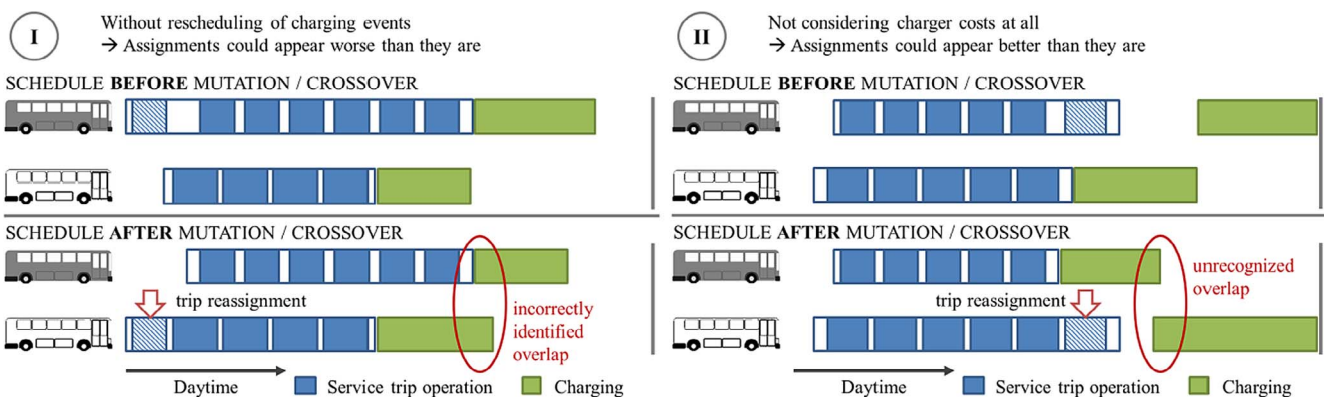 I
Without rescheduling of charging events
→ Assignments could appear worse than they are
SCHEDULE BEFORE MUTATION / CROSSOVER
SCHEDULE AFTER MUTATION / CROSSOVER
trip reassignment
incorrectly
identified
overlap
Daytime
Service trip operation
Charging
II
Not considering charger costs at all
→ Assignments could appear better than they are
SCHEDULE BEFORE MUTATION / CROSSOVER
SCHEDULE AFTER MUTATION / CROSSOVER
unrecognized
overlap
trip reassignment
Daytime
Service trip operation
Charging